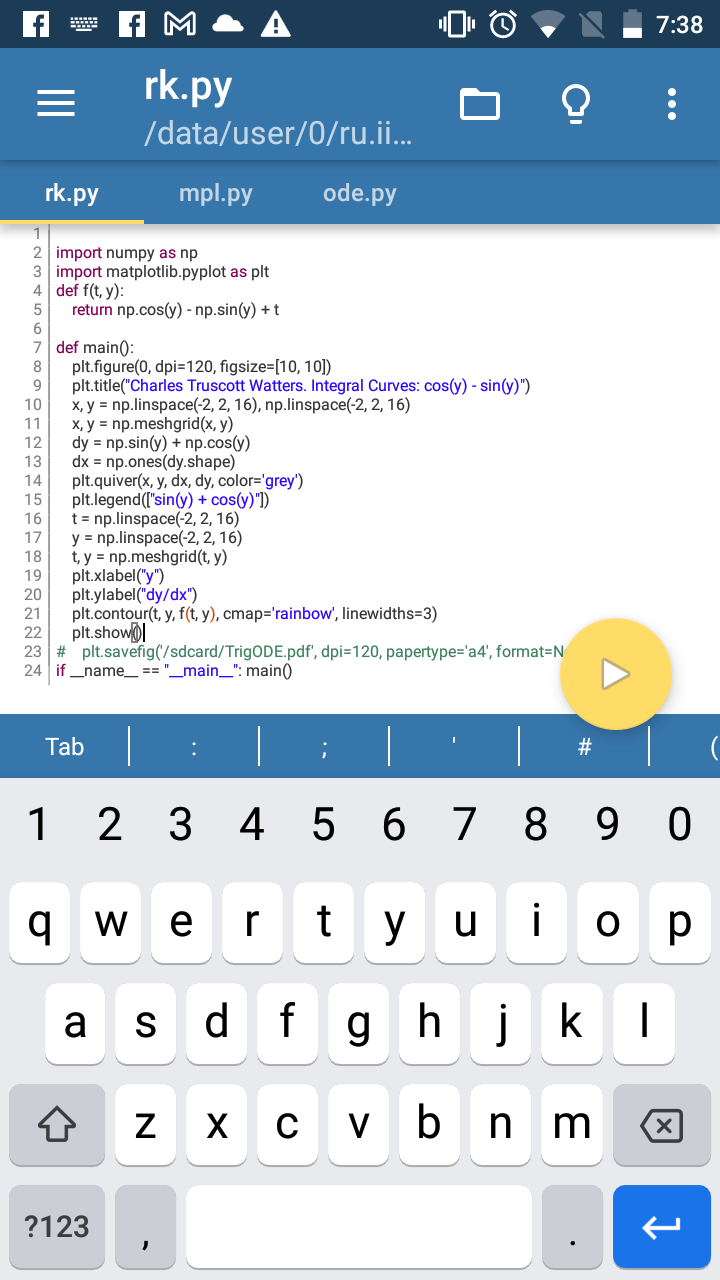 7:38
rk.py
/data/user/0/ru.ii...
rk.py mpl.py ode.py
1
2 import numpy as np
3 import matplotlib.pyplot as plt
4 def f(t, y):
5     return np.cos(y) - np.sin(y) + t
6
7 def main():
8     plt.figure(0, dpi=120, figsize=[10, 10])
9     plt.title("Charles Truscott Watters. Integral Curves: cos(y) - sin(y)")
10     x, y = np.linspace(-2, 2, 16), np.linspace(-2, 2, 16)
11     x, y = np.meshgrid(x, y)
12     dy = np.sin(y) + np.cos(y)
13     dx = np.ones(dy.shape)
14     plt.quiver(x, y, dx, dy, color='grey')
15     plt.legend(["sin(y) + cos(y)"])
16     t = np.linspace(-2, 2, 16)
17     y = np.linspace(-2, 2, 16)
18     t, y = np.meshgrid(t, y)
19     plt.xlabel("y")
20     plt.ylabel("dy/dx")
21     plt.contour(t, y, f(t, y), cmap='rainbow', linewidths=3)
22     plt.show()
23 #    plt.savefig('/sdcard/TrigODE.pdf', dpi=120, papertype='a4', format=N
24 if __name__ == "__main__": main()
Tab : ; ' # (
1 2 3 4 5 6 7 8 9 0
q w e r t y u i o p
a s d f g h j k l
z x c v b n m
?123 , .